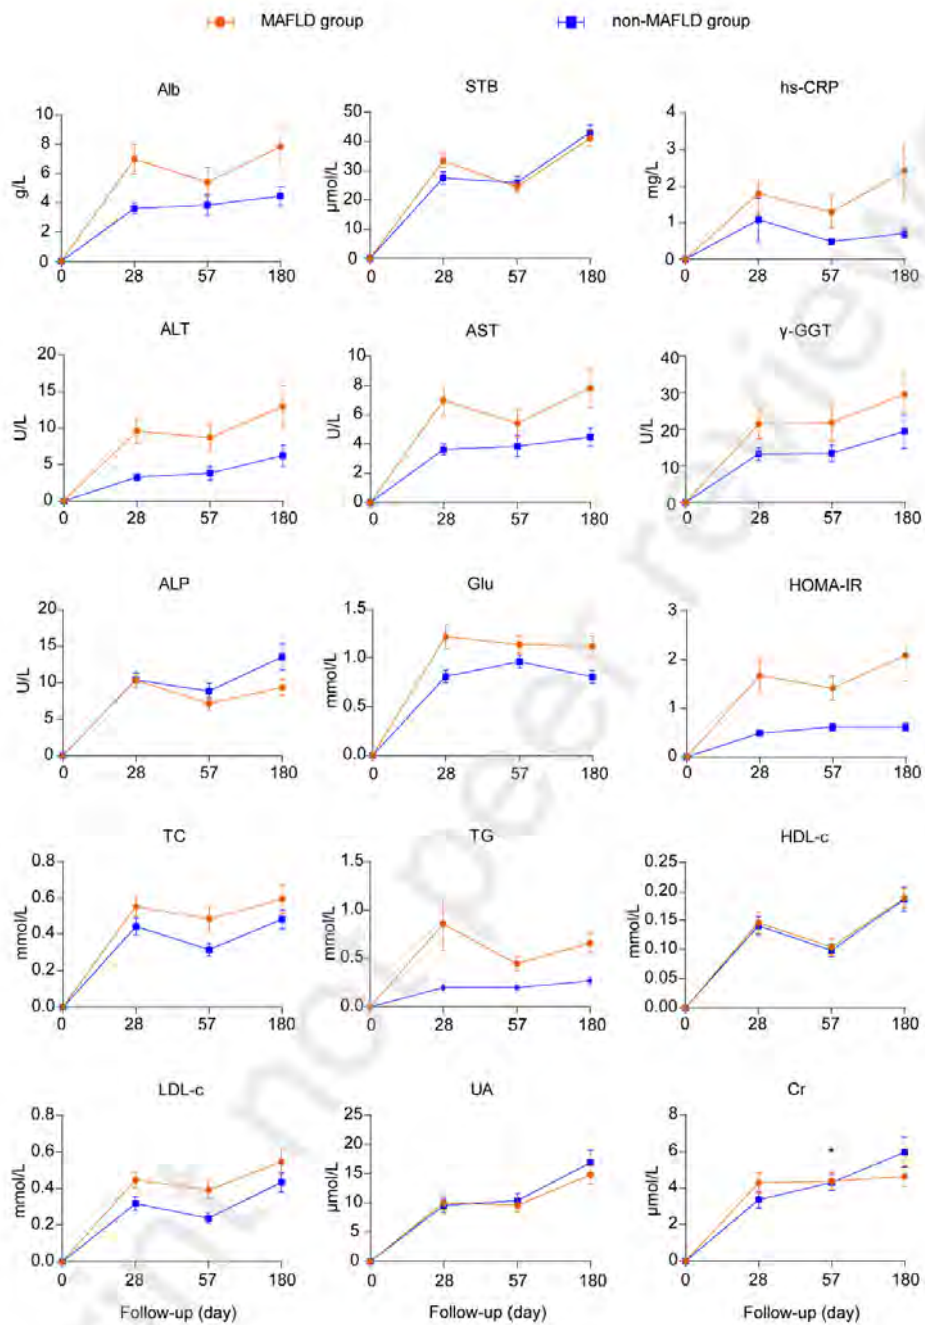 MAFLD group non-MAFLD group
Alb STB hs-CRP
g/L
10
8
6
4
2
0
0 28 57 180
μmol/L
50
40
30
20
10
0
0 28 57 180
mg/L
4
3
2
1
0
0 28 57 180
ALT AST γ-GGT
U/L
20
15
10
5
0
0 28 57 180
U/L
10
8
6
4
2
0
0 28 57 180
U/L
40
30
20
10
0
0 28 57 180
ALP Glu HOMA-IR
U/L
20
15
10
5
0
0 28 57 180
mmol/L
1.5
1.0
0.5
0.0
0 28 57 180
3
2
1
0
0 28 57 180
TC TG HDL-c
mmol/L
0.8
0.6
0.4
0.2
0.0
0 28 57 180
mmol/L
1.5
1.0
0.5
0.0
0 28 57 180
mmol/L
0.25
0.20
0.15
0.10
0.05
0.00
0 28 57 180
LDL-c UA Cr
mmol/L
0.8
0.6
0.4
0.2
0.0
0 28 57 180
μmol/L
25
20
15
10
5
0
0 28 57 180
μmol/L
8
6
4
2
0
*
0 28 57 180
Follow-up (day) Follow-up (day) Follow-up (day)
not peer review